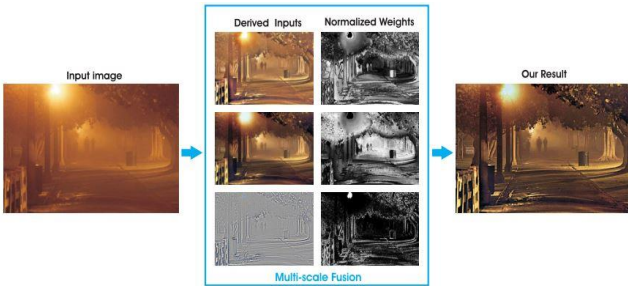 Input image
Derived Inputs
Normalized Weights
Our Result
Multi-scale Fusion